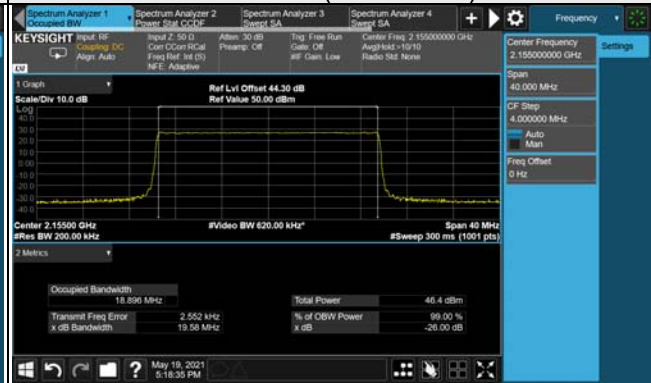 Spectrum Analyzer 1
Occupied BW
Spectrum Analyzer 2
Power Stat CCDF
Spectrum Analyzer 3
Swept SA
Spectrum Analyzer 4
Swept SA
Frequency
KEYSIGHT
Input: RF
Coupling: DC
Align: Auto
Input Z: 50 Ω
Corr CCorr RCal
Freq Ref: Int (S)
NFE: Adaptive
Atten: 30 dB
Preamp: Off
Trig: Free Run
Gate: Off
#IF Gain: Low
Center Freq: 2.155000000 GHz
Avg|Hold:>10/10
Radio Std: None
LXI
1 Graph
Scale/Div 10.0 dB
Ref Lvl Offset 44.30 dB
Ref Value 50.00 dBm
Log
40.0
30.0
20.0
10.0
0.00
-10.0
-20.0
-30.0
-40.0
Center 2.15500 GHz
#Res BW 200.00 kHz
#Video BW 620.00 kHz*
Span 40 MHz
#Sweep 300 ms (1001 pts)
2 Metrics
Occupied Bandwidth
18.896 MHz
Total Power 46.4 dBm
Transmit Freq Error 2.552 kHz
% of OBW Power 99.00 %
x dB Bandwidth 19.58 MHz
x dB -26.00 dB
May 19, 2021
5:18:35 PM
Center Frequency
2.155000000 GHz
Settings
Span
40.000 MHz
CF Step
4.000000 MHz
Auto
Man
Freq Offset
0 Hz